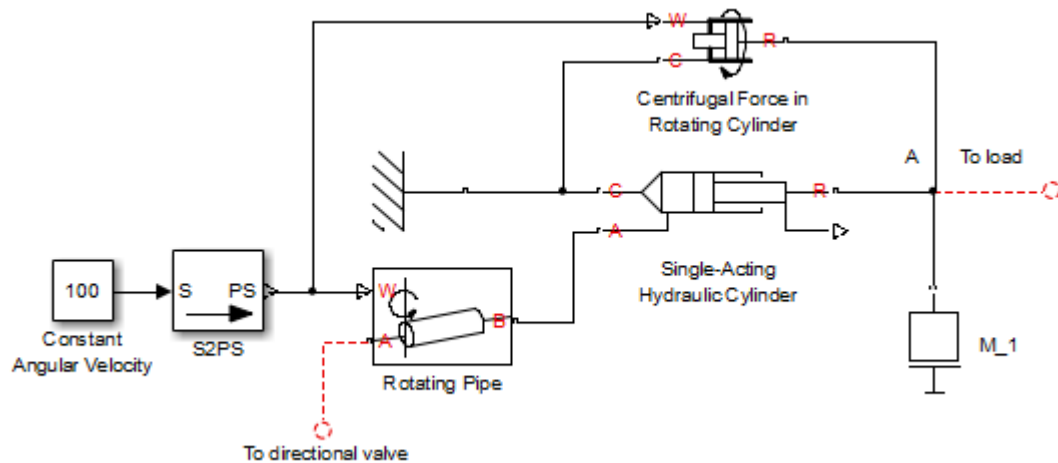 W
R
C
Centrifugal Force in
Rotating Cylinder
A
To load
C
R
A
Single-Acting
Hydraulic Cylinder
100
S PS
Constant
Angular Velocity
S2PS
W
A
B
Rotating Pipe
M_1
To directional valve